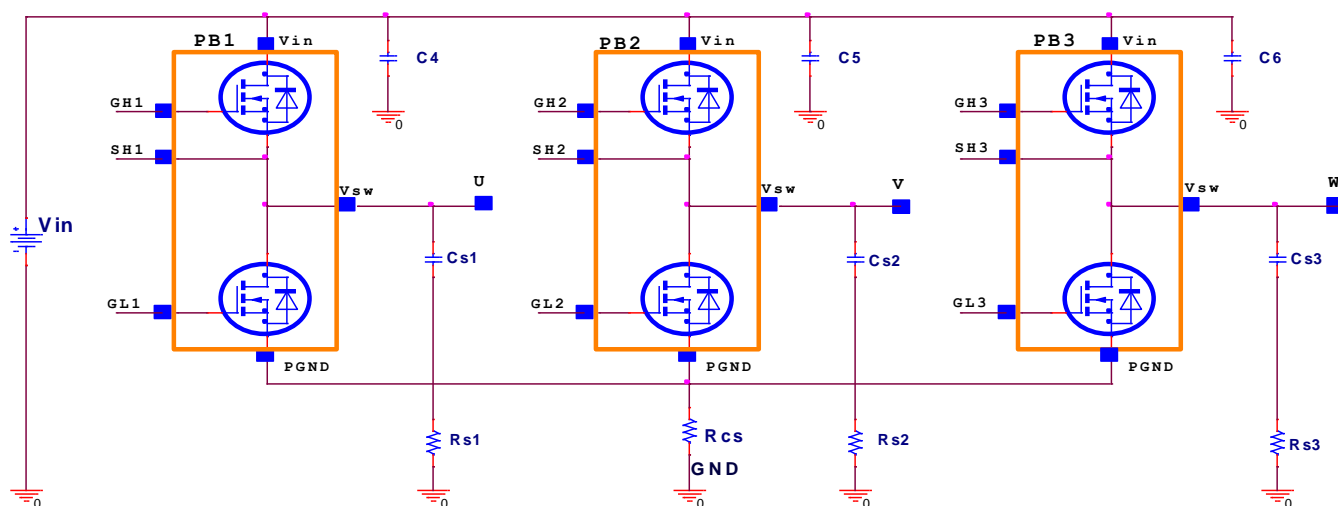 PB1
Vin
C4
PB2
Vin
C5
PB3
Vin
C6
GH1
0
GH2
0
GH3
0
SH1
SH2
SH3
U
V
W
Vsw
Vsw
Vsw
Vin
Cs1
Cs2
Cs3
GL1
GL2
GL3
PGND
PGND
PGND
Rs1
Rcs
Rs2
Rs3
GND
0
0
0
0
0